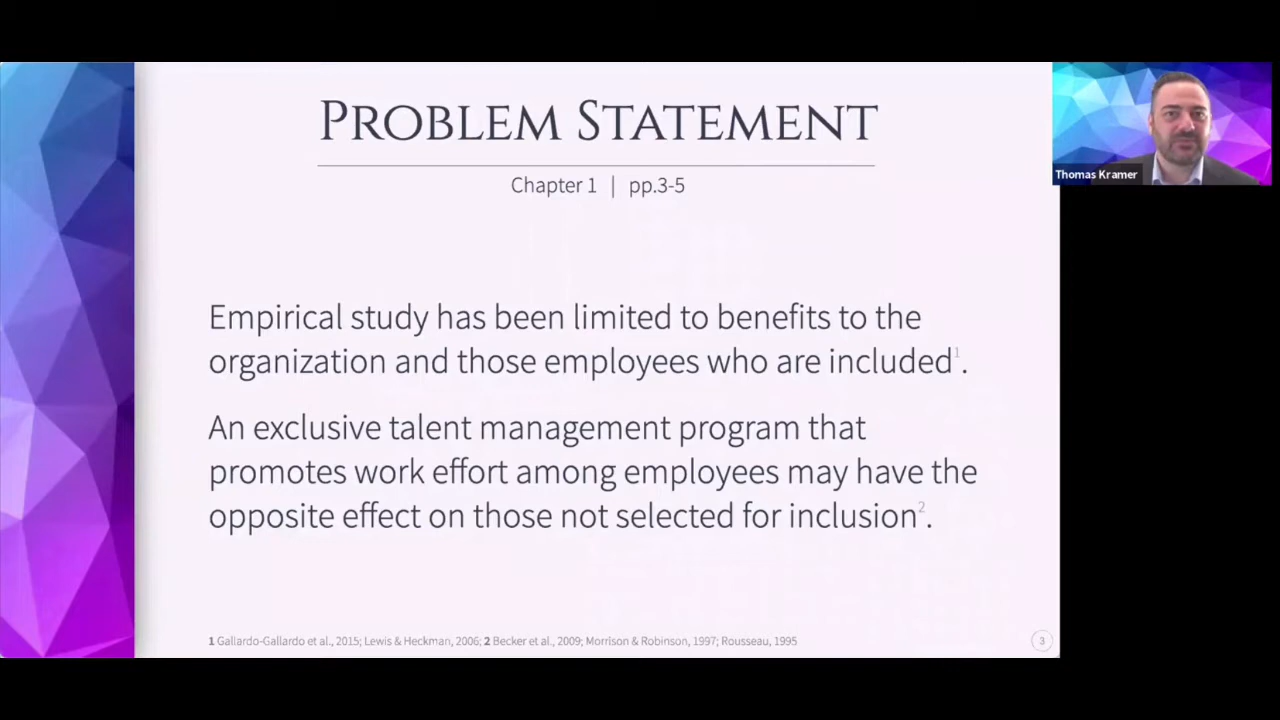 PROBLEM STATEMENT
Chapter 1 | pp.3-5
Empirical study has been limited to benefits to the
organization and those employees who are included1.
An exclusive talent management program that
promotes work effort among employees may have the
opposite effect on those not selected for inclusion2.
1 Gallardo-Gallardo et al., 2015; Lewis & Heckman, 2006; 2 Becker et al., 2009; Morrison & Robinson, 1997; Rousseau, 1995
3
Thomas Kramer